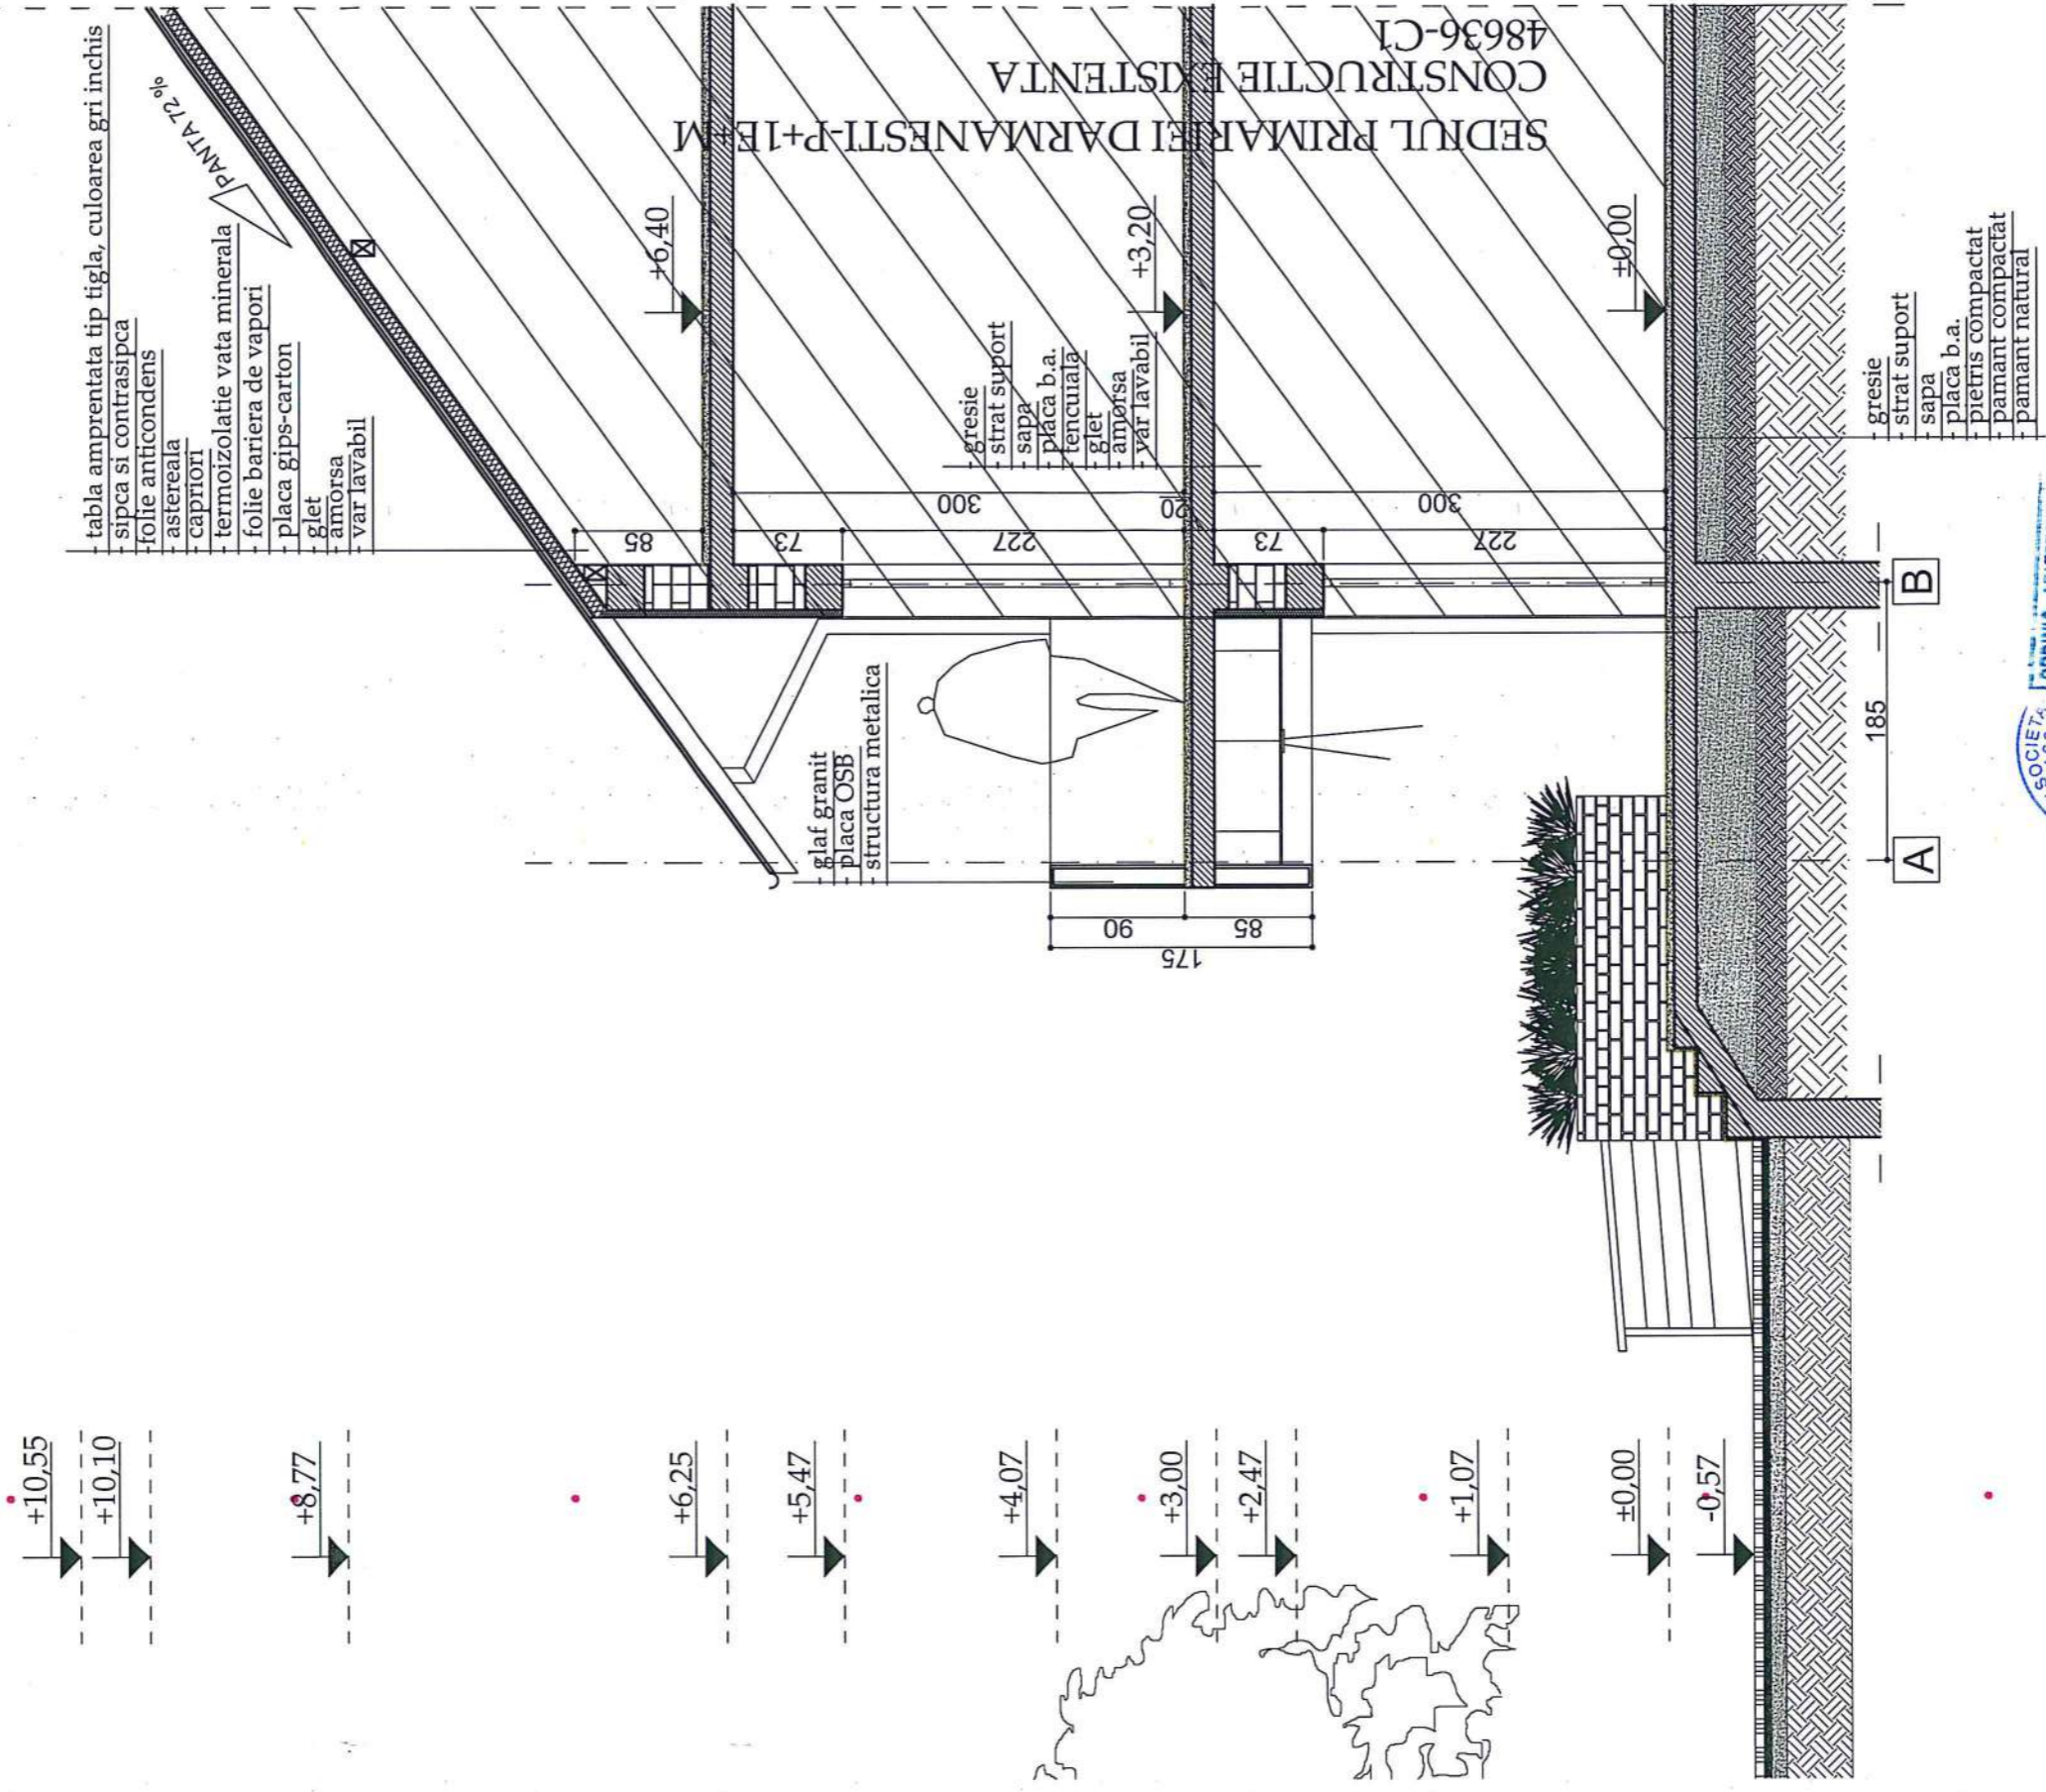 - tabla amprentata tip tigla, culoarea gri inchis
- sipca si contrasipca
- folie anticondens
- astereala
- capriori
- termoizolatie vata minerala
- folie bariera de vapori
- placa gips-carton
- glet
- amorsa
- var lavabil
PANTA 72 %
SEDIUL PRIMARIEI DARMANESTI-P+1E+M
CONSTRUCTIE EXISTENTA
48636-C1
+6,40
+3,20
±0,00
- gresie
- strat suport
- sapa
- placa b.a.
- tencuiala
- glet
- amorsa
- var lavabil
85
73
227
73
227
300
20
300
- glaf granit
- placa OSB
- structura metalica
90
85
175
- gresie
- strat suport
- sapa
- placa b.a.
- pietris compactat
- pamant compactat
- pamant natural
185
A
B
+10,55
+10,10
+8,77
+6,25
+5,47
+4,07
+3,00
+2,47
+1,07
±0,00
-0,57